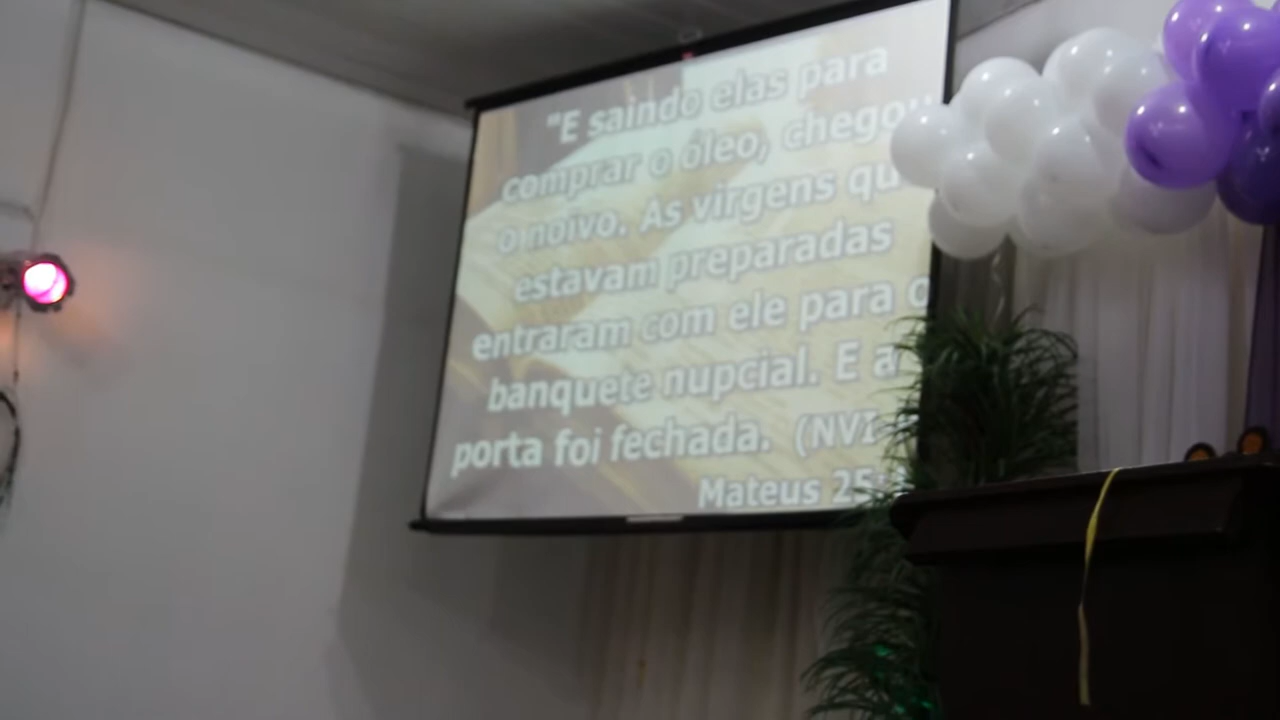 "E saindo elas para
comprar o óleo, chego
o noivo. As virgens qu
estavam preparadas
entraram com ele para o
banquete nupcial. E a
porta foi fechada. (NVI
Mateus 25: